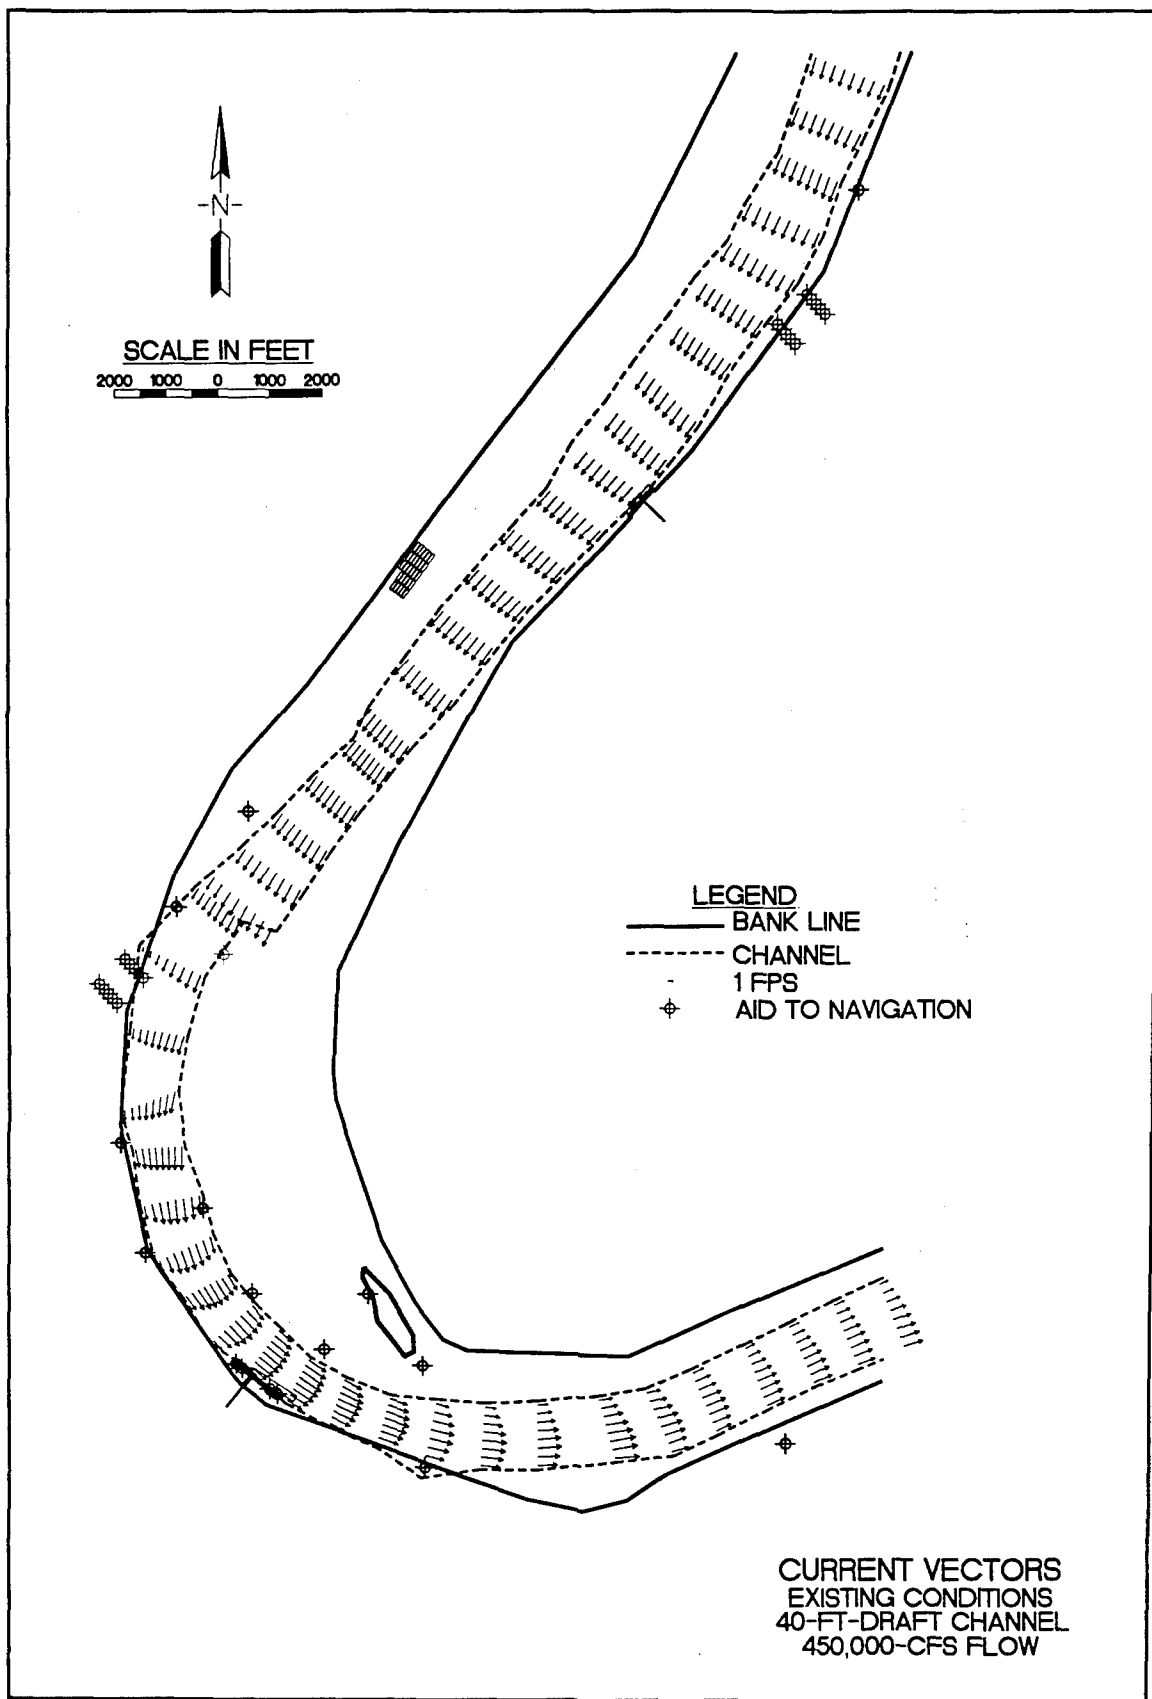 -N-
SCALE IN FEET
2000 1000 0 1000 2000
LEGEND
BANK LINE
CHANNEL
1 FPS
AID TO NAVIGATION
CURRENT VECTORS
EXISTING CONDITIONS
40-FT-DRAFT CHANNEL
450,000-CFS FLOW